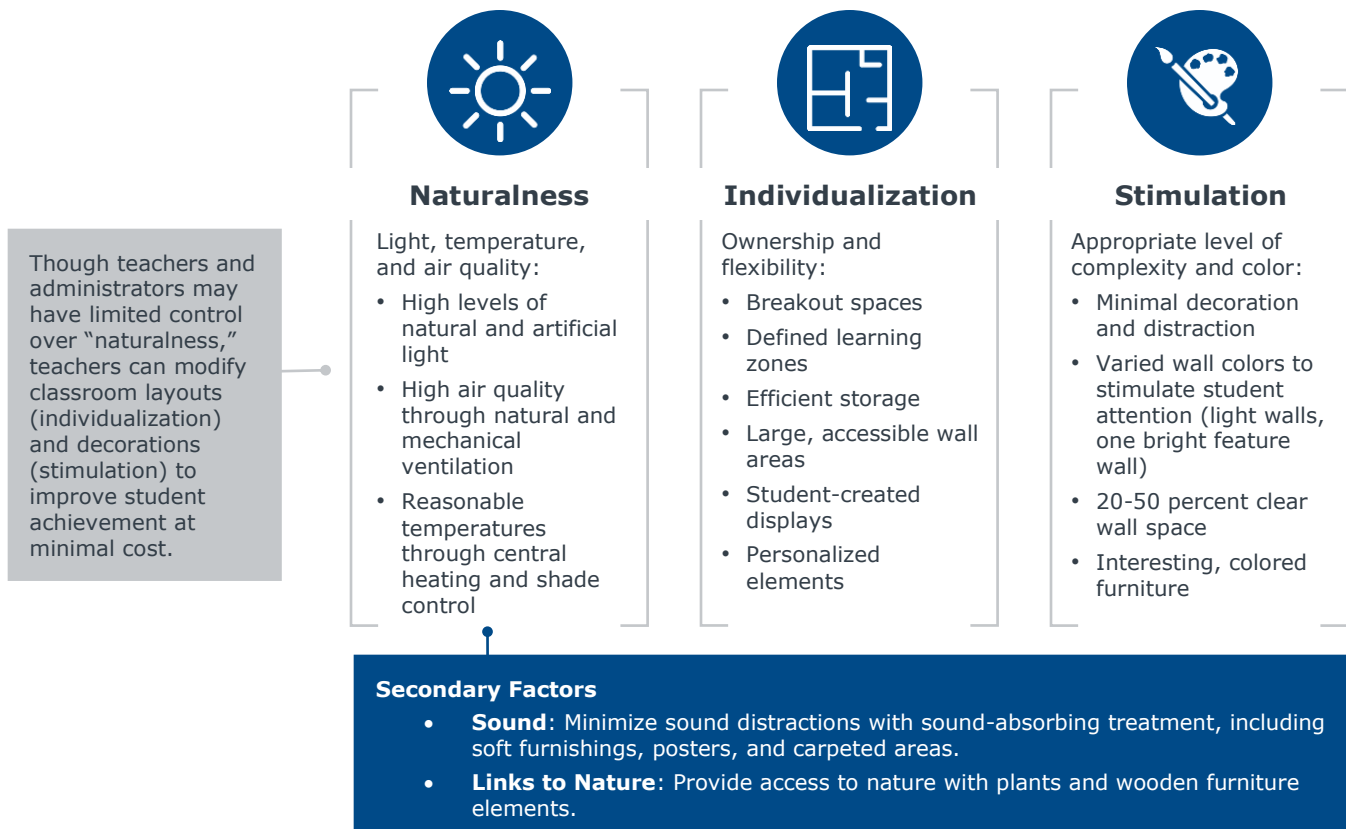 Naturalness
Light, temperature,
and air quality:
• High levels of
natural and artificial
light
• High air quality
through natural and
mechanical
ventilation
• Reasonable
temperatures
through central
heating and shade
control
Individualization
Ownership and
flexibility:
• Breakout spaces
• Defined learning
zones
• Efficient storage
• Large, accessible wall
areas
• Student-created
displays
• Personalized
elements
Stimulation
Appropriate level of
complexity and color:
• Minimal decoration
and distraction
• Varied wall colors to
stimulate student
attention (light walls,
one bright feature
wall)
• 20-50 percent clear
wall space
• Interesting, colored
furniture
Though teachers and
administrators may
have limited control
over “naturalness,”
teachers can modify
classroom layouts
(individualization)
and decorations
(stimulation) to
improve student
achievement at
minimal cost.
Secondary Factors
• Sound: Minimize sound distractions with sound-absorbing treatment, including
soft furnishings, posters, and carpeted areas.
• Links to Nature: Provide access to nature with plants and wooden furniture
elements.